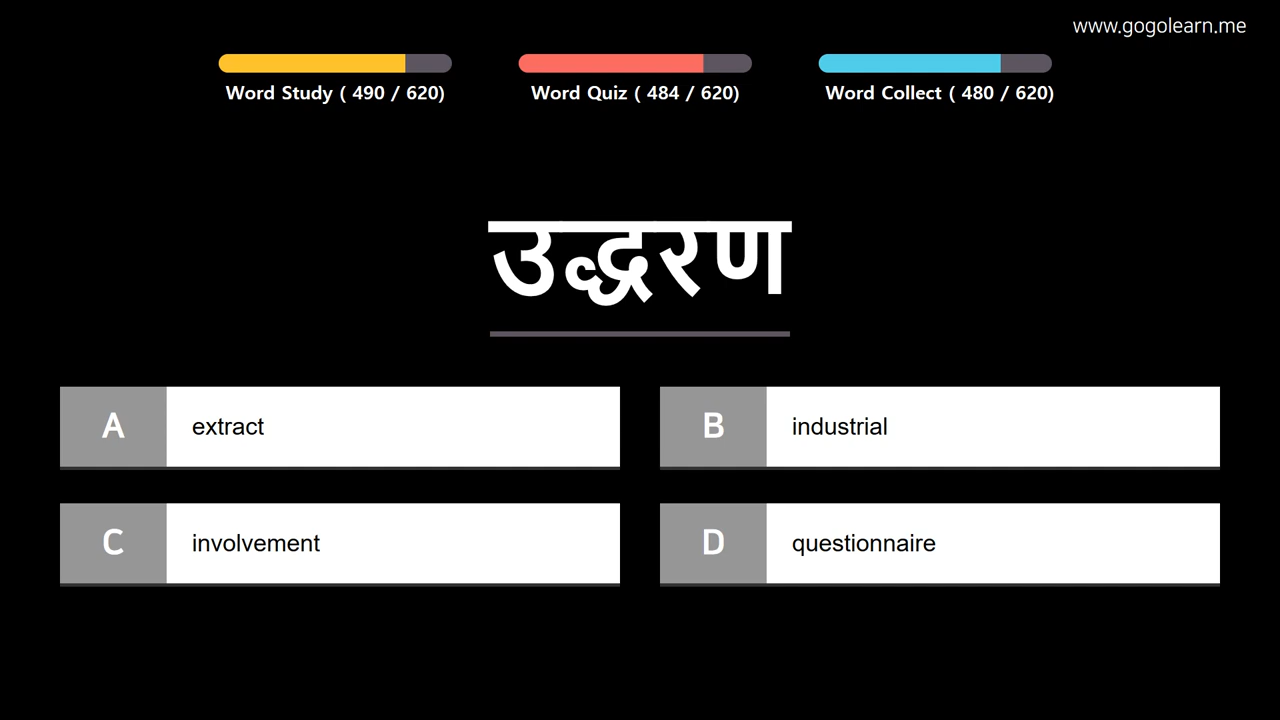 www.gogolearn.me
Word Study ( 490 / 620)
Word Quiz ( 484 / 620)
Word Collect ( 480 / 620)
उद्धरण
A extract
B industrial
C involvement
D questionnaire